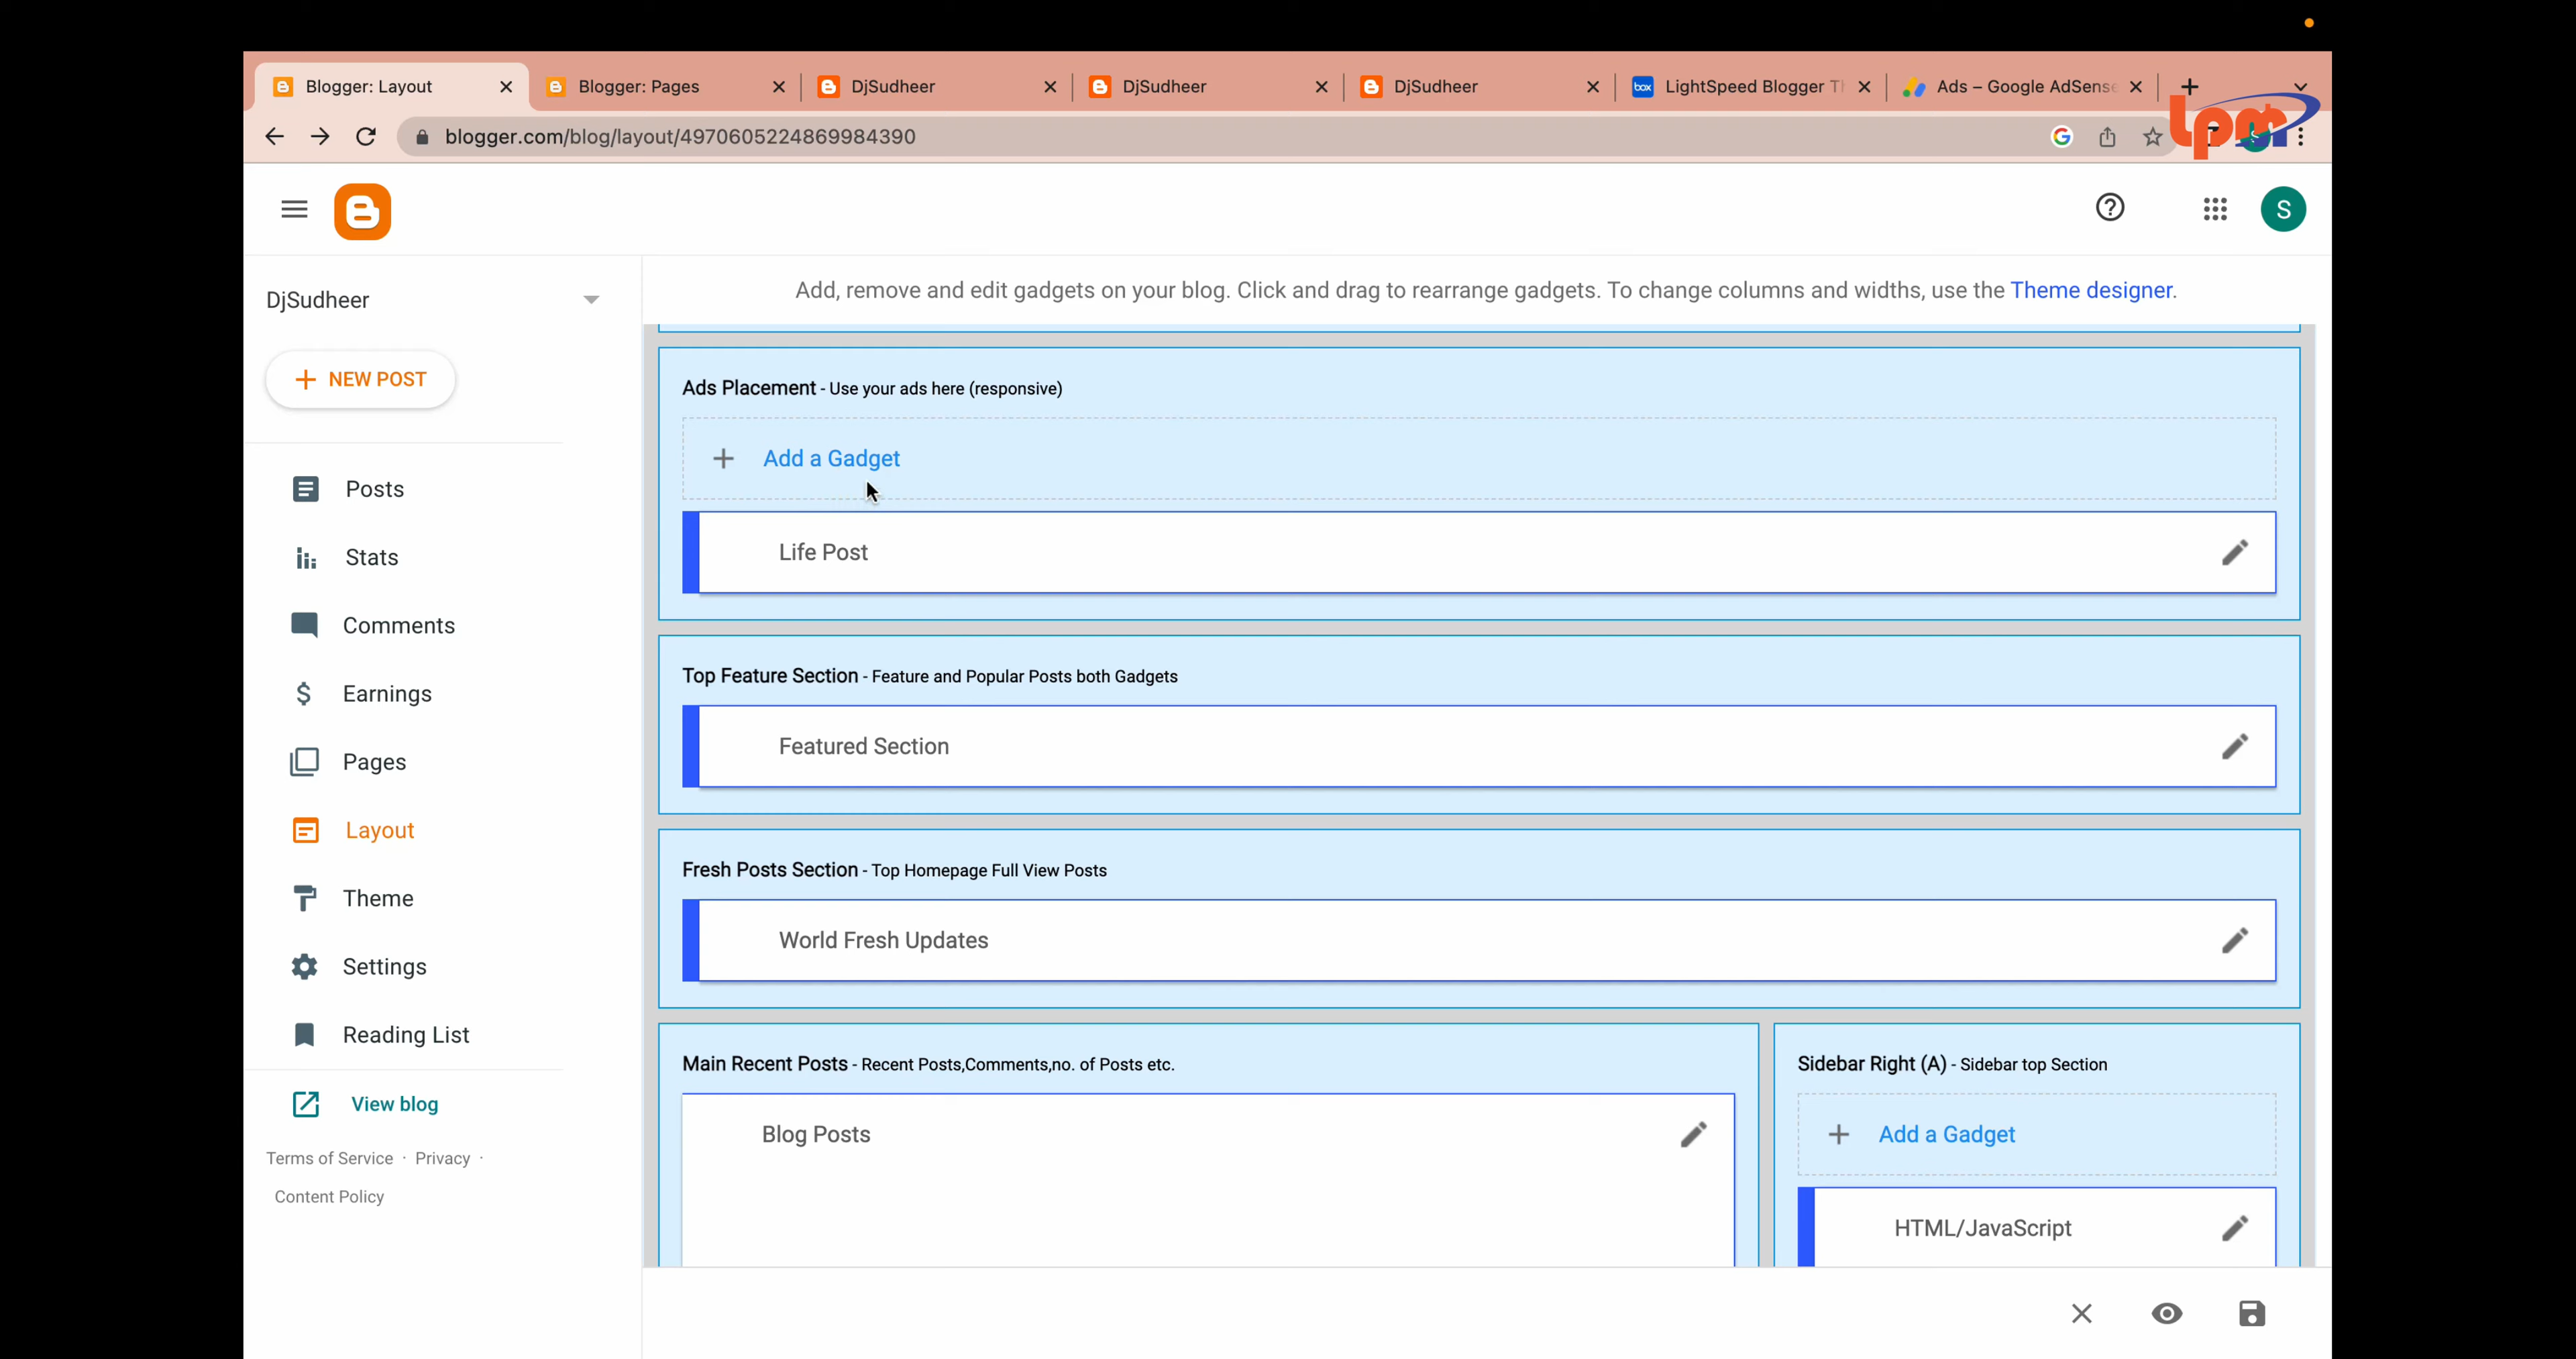 Blogger: Layout
Blogger: Pages
DjSudheer
DjSudheer
DjSudheer
box
LightSpeed Blogger Th
Ads – Google AdSense
blogger.com/blog/layout/4970605224869984390
lpm
S
DjSudheer
Add, remove and edit gadgets on your blog. Click and drag to rearrange gadgets. To change columns and widths, use the Theme designer.
NEW POST
Posts
Stats
Comments
Earnings
Pages
Layout
Theme
Settings
Reading List
View blog
Terms of Service · Privacy ·
Content Policy
Ads Placement - Use your ads here (responsive)
Add a Gadget
Life Post
Top Feature Section - Feature and Popular Posts both Gadgets
Featured Section
Fresh Posts Section - Top Homepage Full View Posts
World Fresh Updates
Main Recent Posts - Recent Posts,Comments,no. of Posts etc.
Blog Posts
Sidebar Right (A) - Sidebar top Section
Add a Gadget
HTML/JavaScript